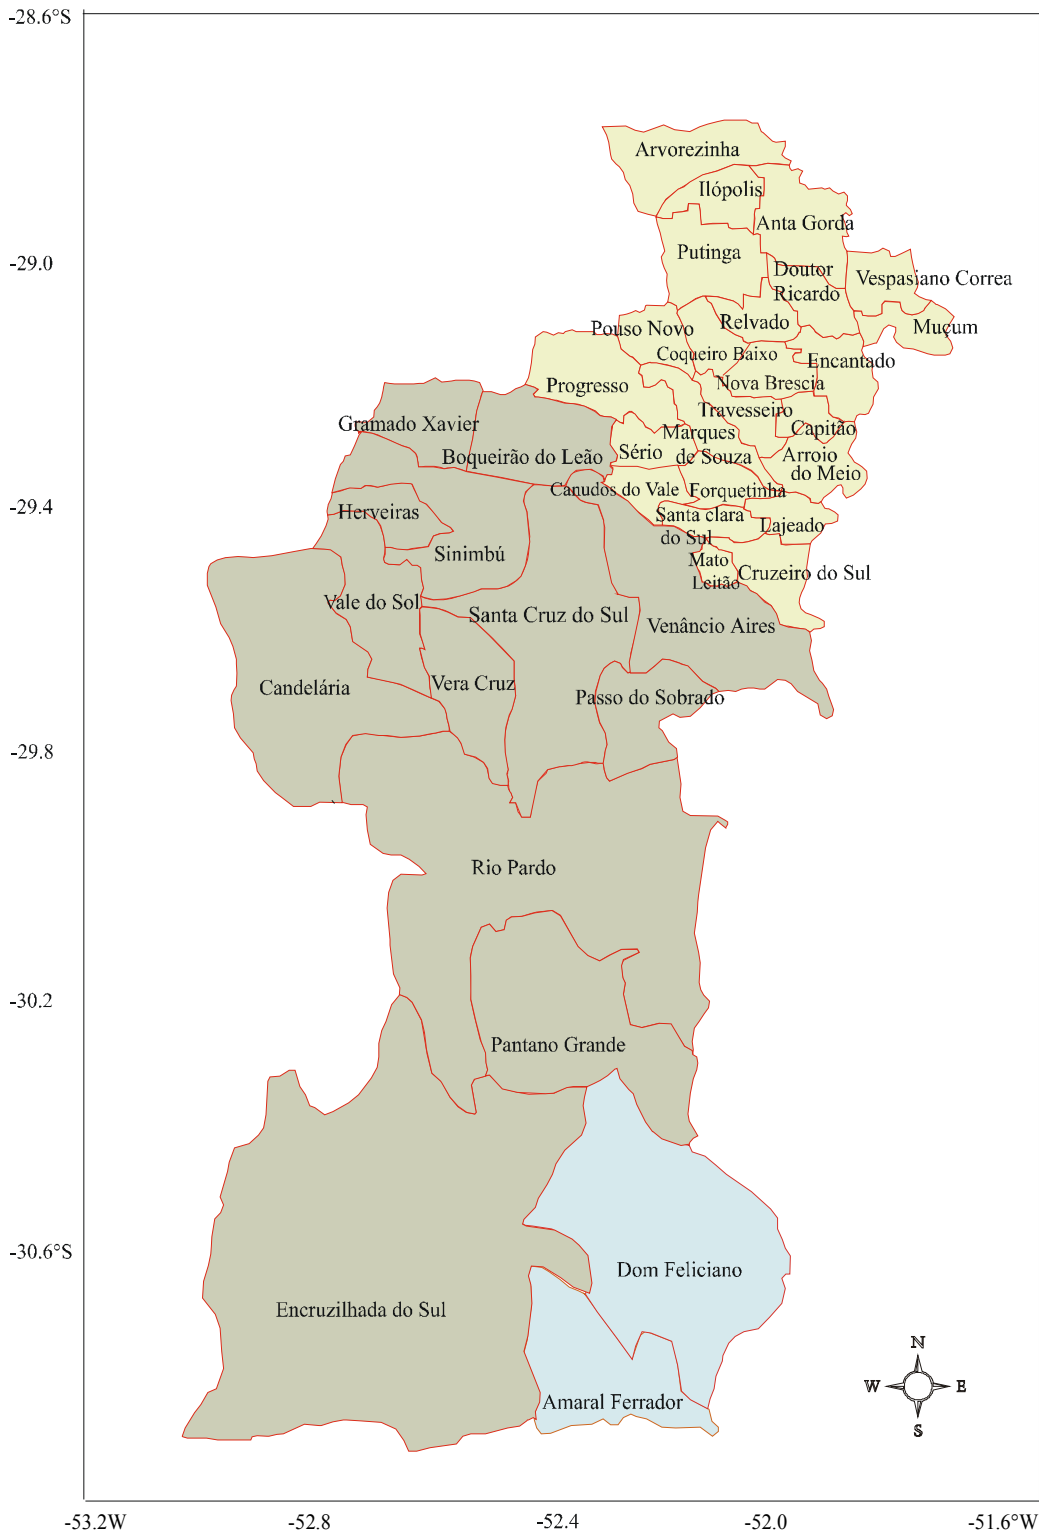 -28.6°S
Arvorezinha
Ilópolis
Anta Gorda
Putinga
-29.0
Doutor
Ricardo
Vespasiano Correa
Relvado
Muçum
Pouso Novo
Coqueiro Baixo
Encantado
Progresso
Nova Brescia
Travesseiro
Gramado Xavier
Capitão
Marques
de Souza
Sério
Boqueirão do Leão
Arroio
do Meio
Canudos do Vale
Forquetinha
-29.4
Herveiras
Santa clara
do Sul
Lajeado
Sinimbú
Mato
Leitão
Cruzeiro do Sul
Vale do Sol
Santa Cruz do Sul
Venâncio Aires
Candelária
Vera Cruz
Passo do Sobrado
-29.8
Rio Pardo
-30.2
Pantano Grande
-30.6°S
Dom Feliciano
Encruzilhada do Sul
N
W
E
S
Amaral Ferrador
-53.2W
-52.8
-52.4
-52.0
-51.6°W